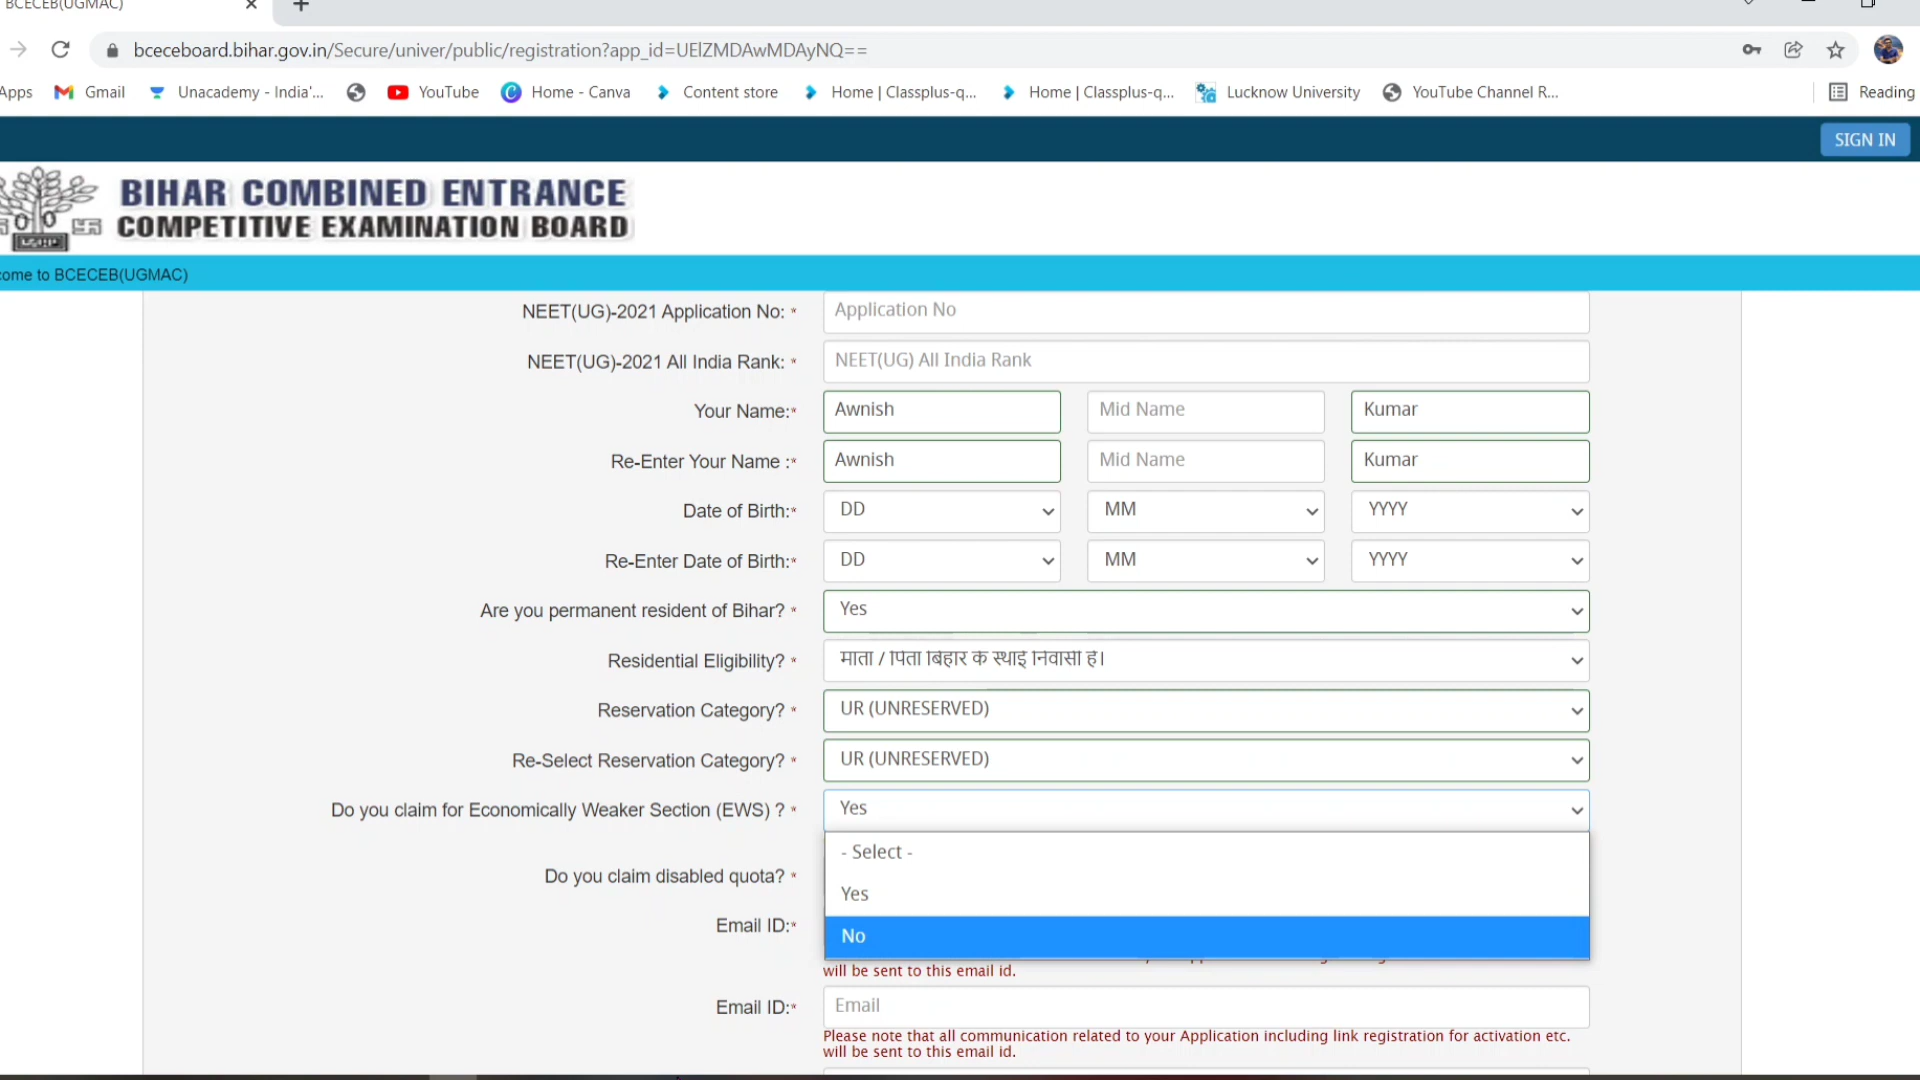 BCECEB(UGMAC)
bceceboard.bihar.gov.in/Secure/univer/public/registration?app_id=UElZMDAwMDAyNQ==
Apps Gmail Unacademy - India'... YouTube Home - Canva Content store Home | Classplus-q... Home | Classplus-q... Lucknow University YouTube Channel R... Reading
SIGN IN
BIHAR COMBINED ENTRANCE
COMPETITIVE EXAMINATION BOARD
ome to BCECEB(UGMAC)
NEET(UG)-2021 Application No: * Application No
NEET(UG)-2021 All India Rank: * NEET(UG) All India Rank
Your Name:* Awnish Mid Name Kumar
Re-Enter Your Name :* Awnish Mid Name Kumar
Date of Birth:* DD MM YYYY
Re-Enter Date of Birth:* DD MM YYYY
Are you permanent resident of Bihar? * Yes
Residential Eligibility? * माता / पिता बिहार के स्थाई निवासी हैं।
Reservation Category? * UR (UNRESERVED)
Re-Select Reservation Category? * UR (UNRESERVED)
Do you claim for Economically Weaker Section (EWS) ? * Yes
- Select -
Do you claim disabled quota? *
Yes
Email ID:*
No
will be sent to this email id.
Email ID:* Email
Please note that all communication related to your Application including link registration for activation etc.
will be sent to this email id.